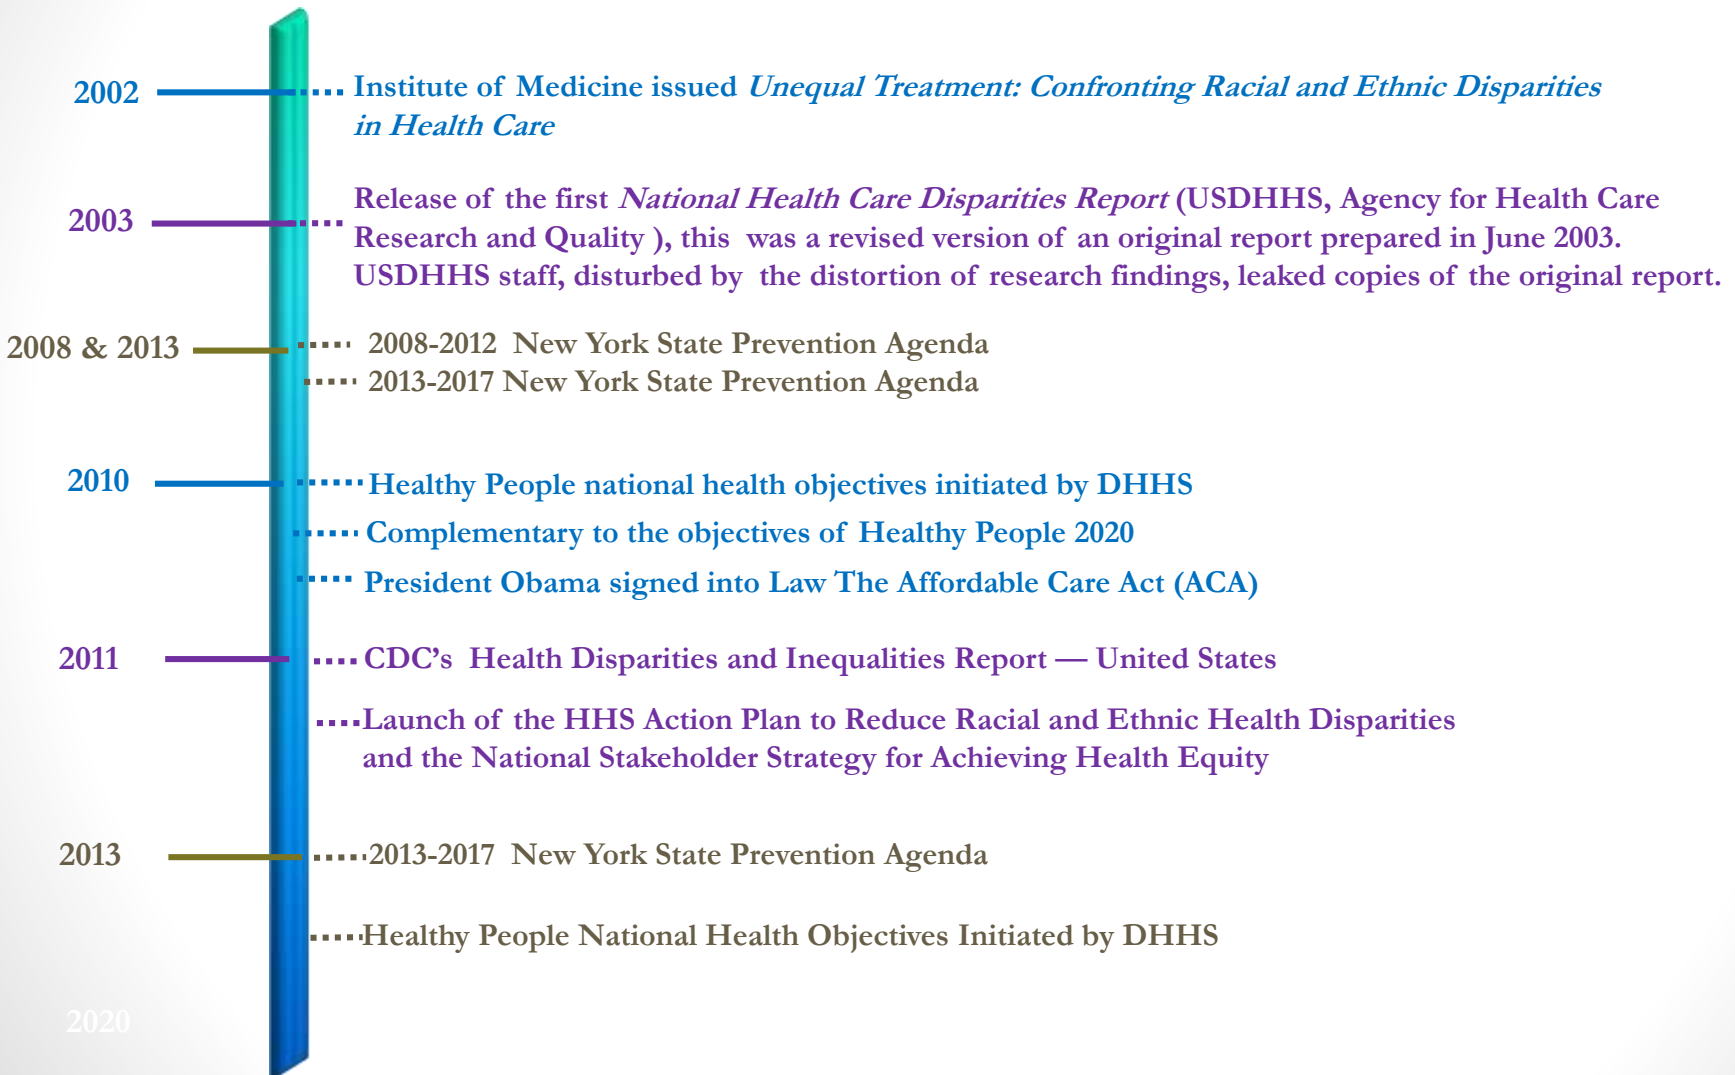 2002
Institute of Medicine issued Unequal Treatment: Confronting Racial and Ethnic Disparities
in Health Care
2003
Release of the first National Health Care Disparities Report (USDHHS, Agency for Health Care
Research and Quality ), this was a revised version of an original report prepared in June 2003.
USDHHS staff, disturbed by the distortion of research findings, leaked copies of the original report.
2008 & 2013
2008-2012 New York State Prevention Agenda
2013-2017 New York State Prevention Agenda
2010
Healthy People national health objectives initiated by DHHS
Complementary to the objectives of Healthy People 2020
President Obama signed into Law The Affordable Care Act (ACA)
2011
CDC’s Health Disparities and Inequalities Report — United States
Launch of the HHS Action Plan to Reduce Racial and Ethnic Health Disparities
and the National Stakeholder Strategy for Achieving Health Equity
2013
2013-2017 New York State Prevention Agenda
Healthy People National Health Objectives Initiated by DHHS
2020